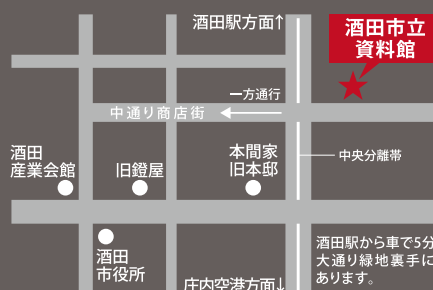 酒田駅方面↑
酒田市立
資料館
一方通行
中通り商店街
酒田
産業会館
旧鐙屋
本間家
旧本邸
中央分離帯
酒田
市役所
酒田駅から車で5分
大通り緑地裏手に
あります。
庄内空港方面↓